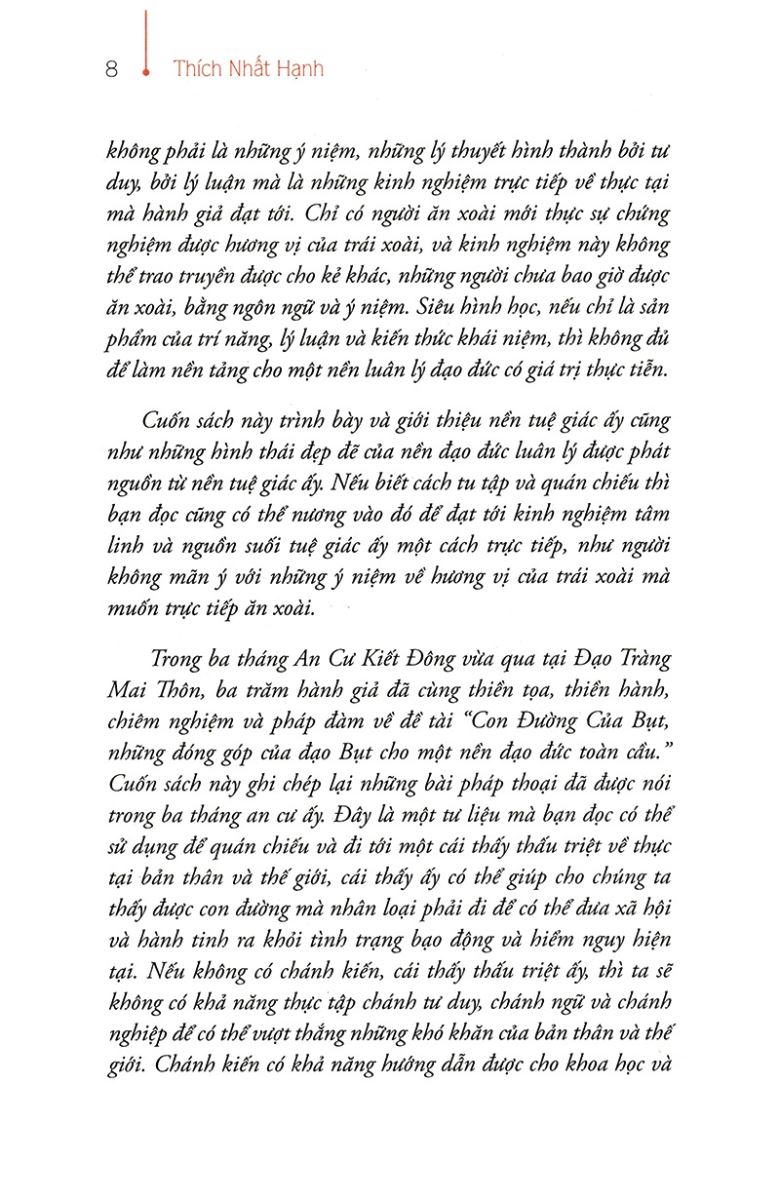 8 Thích Nhất Hạnh
không phải là những ý niệm, những lý thuyết hình thành bởi tư
duy, bởi lý luận mà là những kinh nghiệm trực tiếp về thực tại
mà hành giả đạt tới. Chỉ có người ăn xoài mới thực sự chứng
nghiệm được hương vị của trái xoài, và kinh nghiệm này không
thể trao truyền được cho kẻ khác, những người chưa bao giờ được
ăn xoài, bằng ngôn ngữ và ý niệm. Siêu hình học, nếu chỉ là sản
phẩm của trí năng, lý luận và kiến thức khái niệm, thì không đủ
để làm nền tảng cho một nền luân lý đạo đức có giá trị thực tiễn.
Cuốn sách này trình bày và giới thiệu nền tuệ giác ấy cũng
như những hình thái đẹp đẽ của nền đạo đức luân lý được phát
nguồn từ nền tuệ giác ấy. Nếu biết cách tu tập và quán chiếu thì
bạn đọc cũng có thể nương vào đó để đạt tới kinh nghiệm tâm
linh và nguồn suối tuệ giác ấy một cách trực tiếp, như người
không mãn ý với những ý niệm về hương vị của trái xoài mà
muốn trực tiếp ăn xoài.
Trong ba tháng An Cư Kiết Đông vừa qua tại Đạo Tràng
Mai Thôn, ba trăm hành giả đã cùng thiền tọa, thiền hành,
chiêm nghiệm và pháp đàm về đề tài “Con Đường Của Bụt,
những đóng góp của đạo Bụt cho một nền đạo đức toàn cầu.”
Cuốn sách này ghi chép lại những bài pháp thoại đã được nói
trong ba tháng an cư ấy. Đây là một tư liệu mà bạn đọc có thể
sử dụng để quán chiếu và đi tới một cái thấy thấu triệt về thực
tại bản thân và thế giới, cái thấy ấy có thể giúp cho chúng ta
thấy được con đường mà nhân loại phải đi để có thể đưa xã hội
và hành tinh ra khỏi tình trạng bạo động và hiểm nguy hiện
tại. Nếu không có chánh kiến, cái thấy thấu triệt ấy, thì ta sẽ
không có khả năng thực tập chánh tư duy, chánh ngữ và chánh
nghiệp để có thể vượt thắng những khó khăn của bản thân và thế
giới. Chánh kiến có khả năng hướng dẫn được cho khoa học và